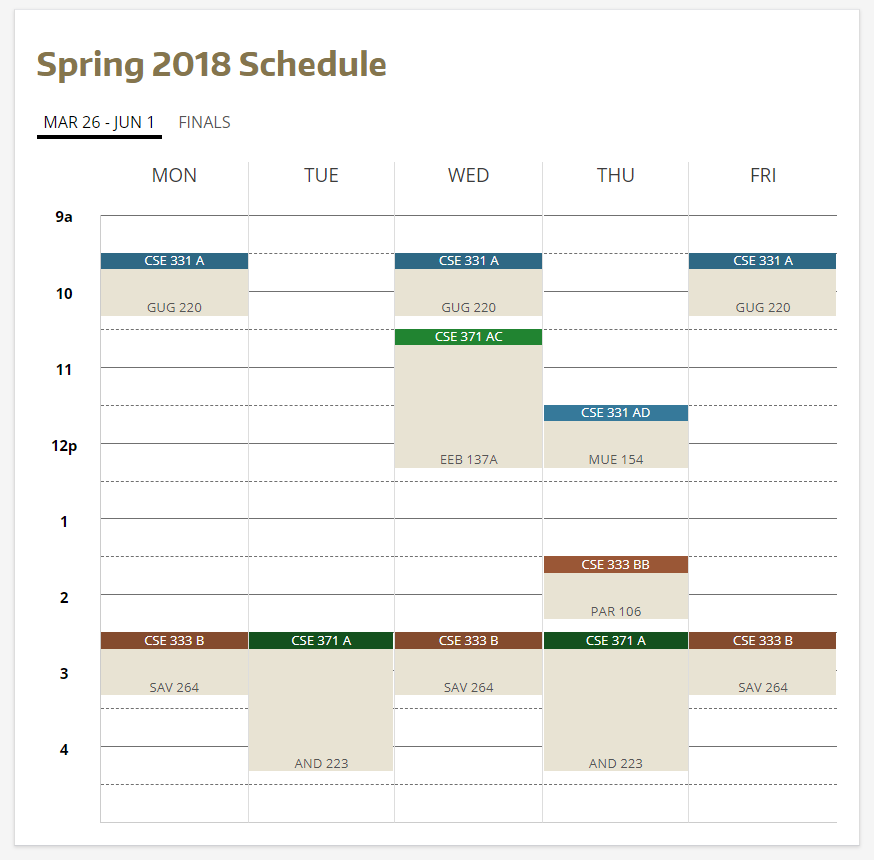 Spring 2018 Schedule
MAR 26 - JUN 1 FINALS
MON TUE WED THU FRI
9a
CSE 331 A CSE 331 A CSE 331 A
10
GUG 220 GUG 220 GUG 220
CSE 371 AC
11
CSE 331 AD
12p
EEB 137A MUE 154
1
CSE 333 BB
2
PAR 106
CSE 333 B CSE 371 A CSE 333 B CSE 371 A CSE 333 B
3
SAV 264 SAV 264 SAV 264
4
AND 223 AND 223